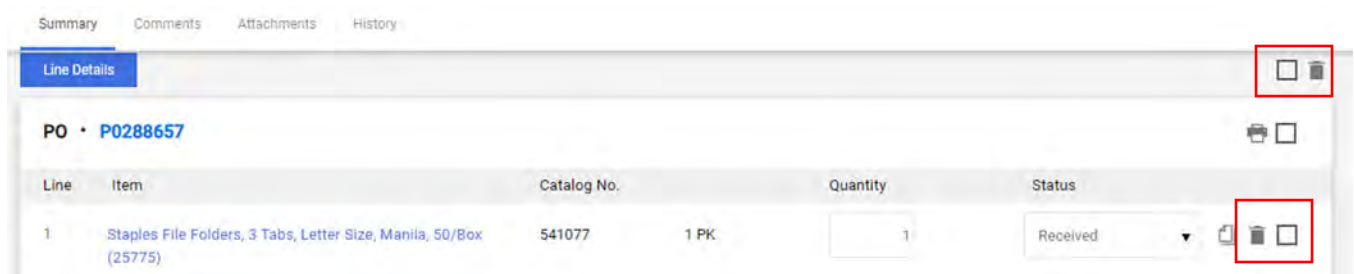 Summary Comments Attachments History
Line Details
PO · P0288657
Line Item Catalog No. Quantity Status
1 Staples File Folders, 3 Tabs, Letter Size, Manila, 50/Box 541077 1 PK 1 Received
(25775)